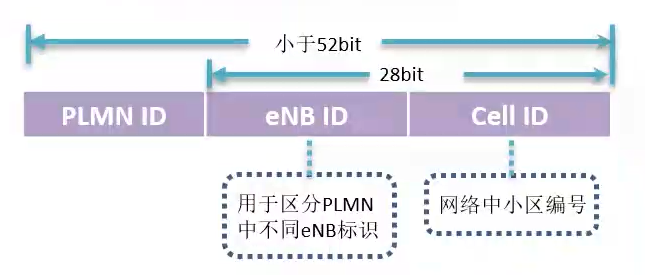 小于52bit
28bit
PLMN ID
eNB ID
Cell ID
用于区分PLMN
中不同eNB标识
网络中小区编号